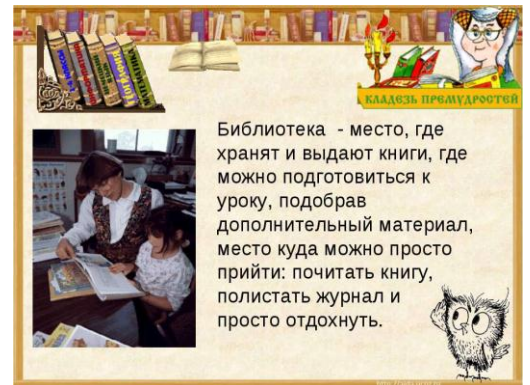 КЛАДЕЗЬ ПРЕМУДРОСТЕЙ
Библиотека - место, где
хранят и выдают книги, где
можно подготовиться к
уроку, подобрав
дополнительный материал,
место куда можно просто
прийти: почитать книгу,
полистать журнал и
просто отдохнуть.